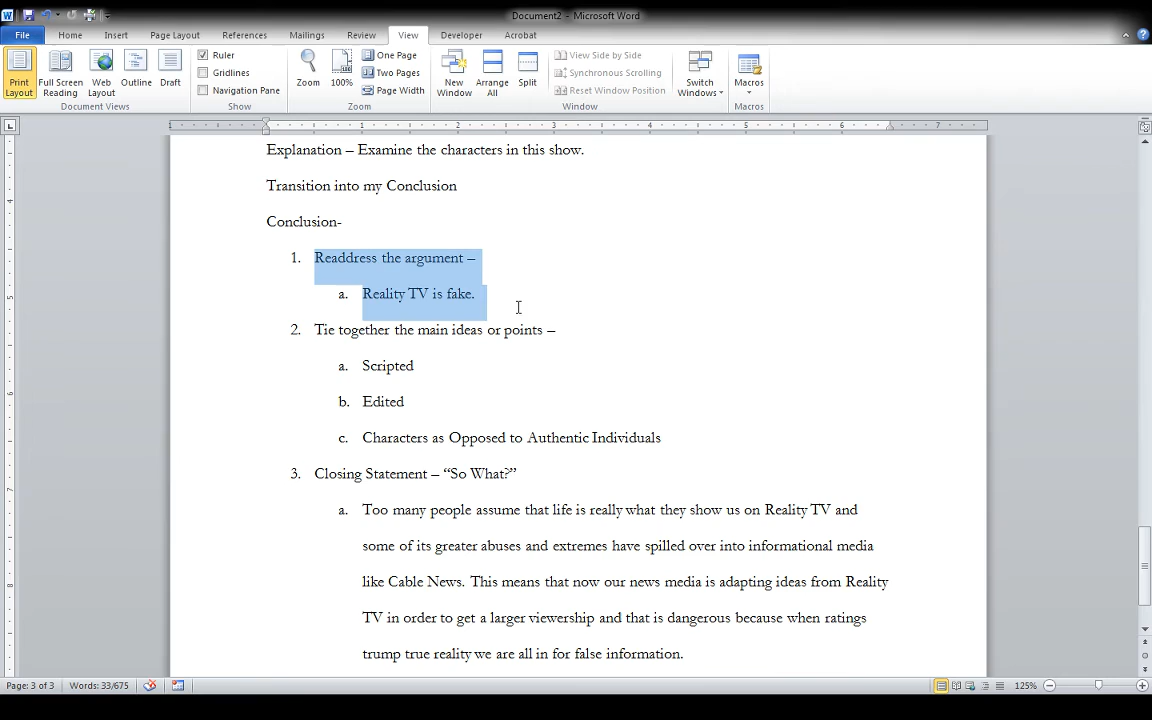 Document2 - Microsoft Word
File Home Insert Page Layout References Mailings Review View Developer Acrobat
Print Layout
Full Screen Reading
Web Layout
Outline
Draft
Document Views
Ruler
Gridlines
Navigation Pane
Show
Zoom
100%
One Page
Two Pages
Page Width
Zoom
New Window
Arrange All
Split
View Side by Side
Synchronous Scrolling
Reset Window Position
Window
Switch Windows
Macros
Macros
1 1 2 3 4 5 6 7
Explanation – Examine the characters in this show.
Transition into my Conclusion
Conclusion-
1. Readdress the argument –
a. Reality TV is fake.
2. Tie together the main ideas or points –
a. Scripted
b. Edited
c. Characters as Opposed to Authentic Individuals
3. Closing Statement – “So What?”
a. Too many people assume that life is really what they show us on Reality TV and
some of its greater abuses and extremes have spilled over into informational media
like Cable News. This means that now our news media is adapting ideas from Reality
TV in order to get a larger viewership and that is dangerous because when ratings
trump true reality we are all in for false information.
Page: 3 of 3 Words: 33/675 125%